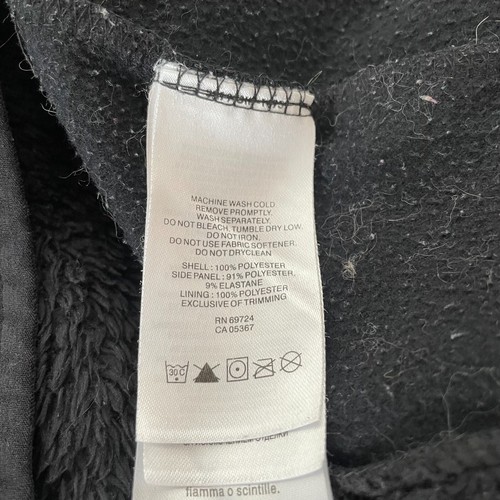 MACHINE WASH COLD.
REMOVE PROMPTLY.
WASH SEPARATELY.
DO NOT BLEACH. TUMBLE DRY LOW.
DO NOT IRON.
DO NOT USE FABRIC SOFTENER.
DO NOT DRYCLEAN
SHELL : 100% POLYESTER
SIDE PANEL : 91% POLYESTER,
9% ELASTANE
LINING : 100% POLYESTER
EXCLUSIVE OF TRIMMING
RN 69724
CA 05367
30C
ОТДЕЛКИ
fiamma o scintille.